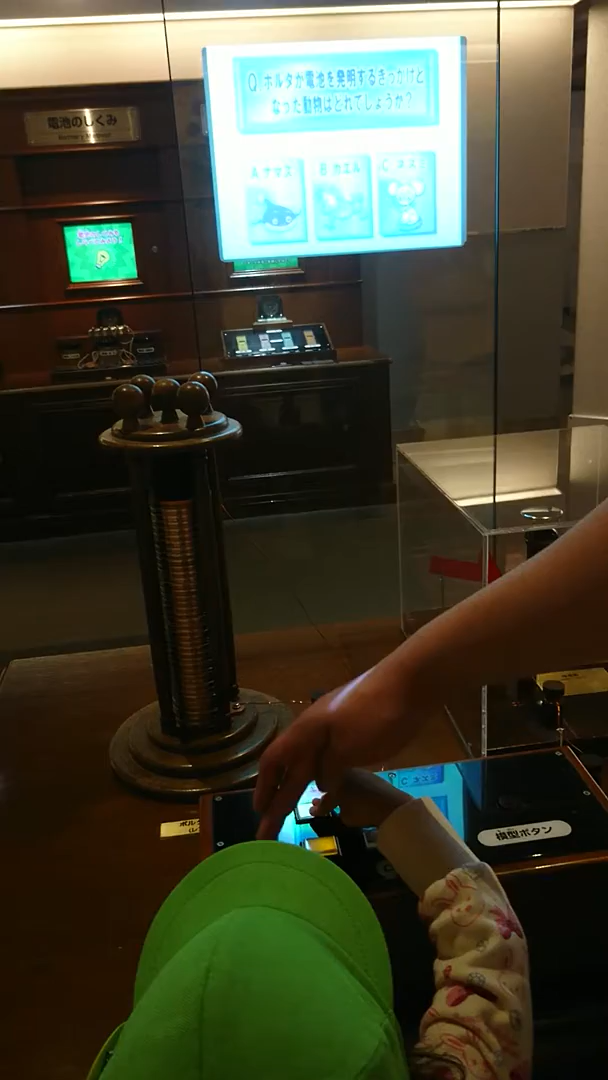 Q. ボルタが電池を発明するきっかけと
なった動物はどれでしょうか?
A ナマズ
B カエル
C ネズミ
電池のしくみ
C ネズミ
模型ボタン